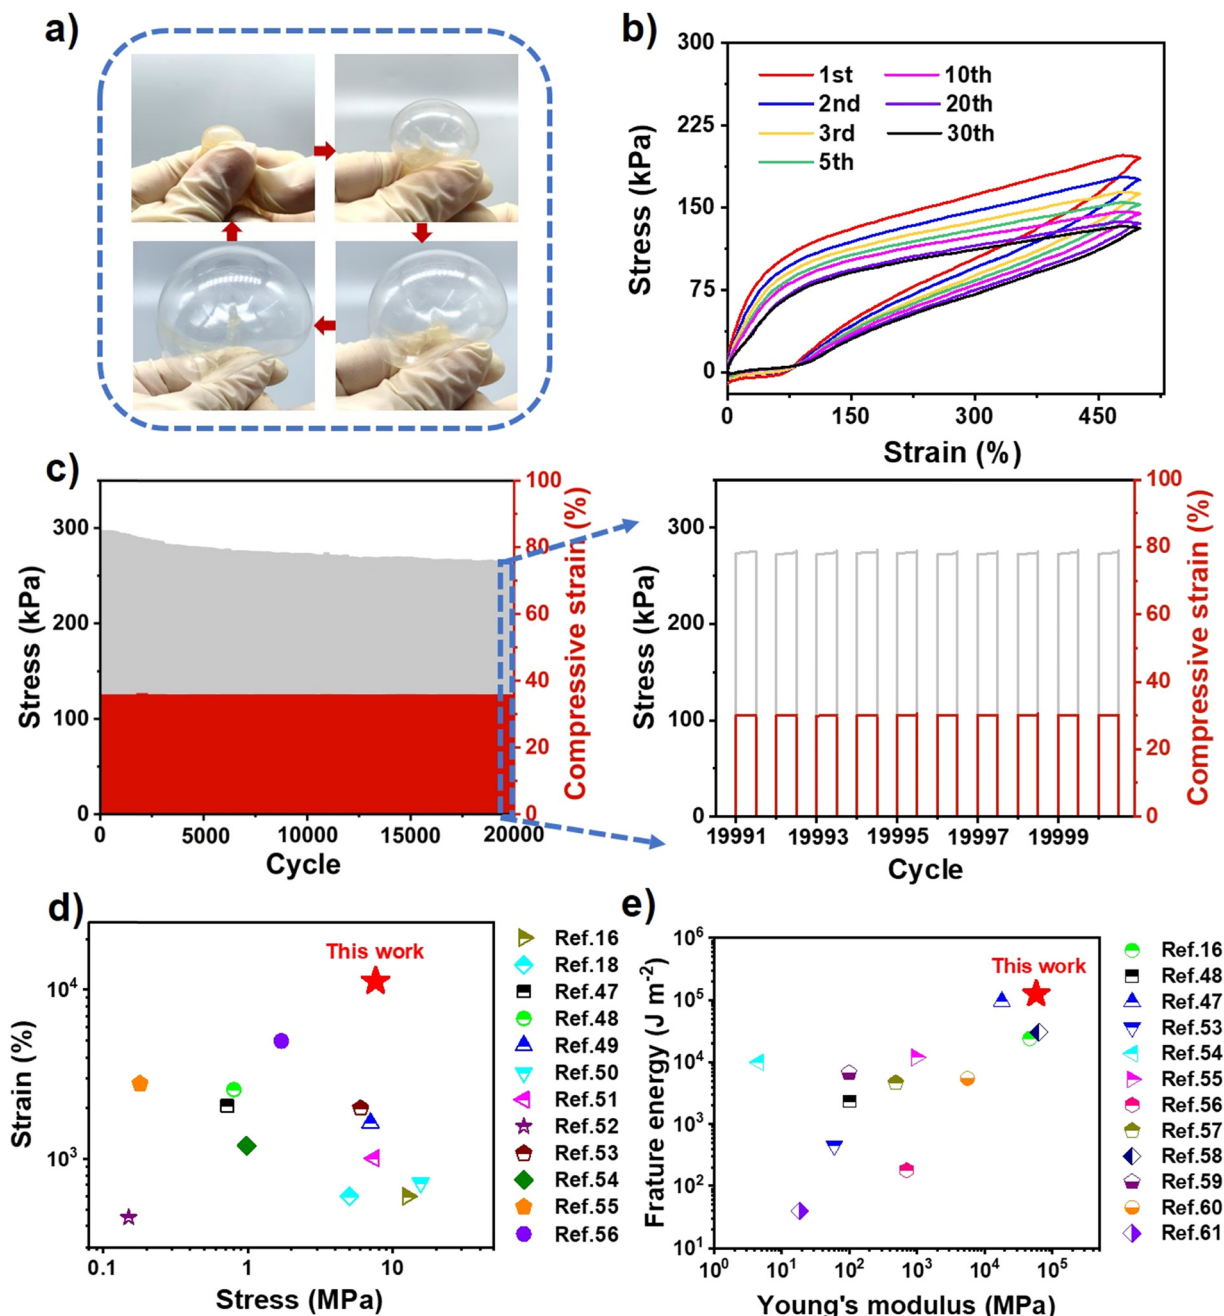 a)
b)
300
225
150
75
0
Stress (kPa)
1st
2nd
3rd
5th
10th
20th
30th
0
150
300
450
Strain (%)
c)
300
200
100
0
Stress (kPa)
100
80
60
40
20
0
Compressive strain (%)
0
5000
10000
15000
20000
Cycle
300
200
100
0
Stress (kPa)
100
80
60
40
20
0
Compressive strain (%)
19991
19993
19995
19997
19999
Cycle
d)
10⁴
10³
Strain (%)
This work
0.1
1
10
Stress (MPa)
Ref.16
Ref.18
Ref.47
Ref.48
Ref.49
Ref.50
Ref.51
Ref.52
Ref.53
Ref.54
Ref.55
Ref.56
e)
10⁶
10⁵
10⁴
10³
10²
10¹
Frature energy (J m⁻²)
This work
10⁰
10¹
10²
10³
10⁴
10⁵
Young's modulus (MPa)
Ref.16
Ref.48
Ref.47
Ref.53
Ref.54
Ref.55
Ref.56
Ref.57
Ref.58
Ref.59
Ref.60
Ref.61